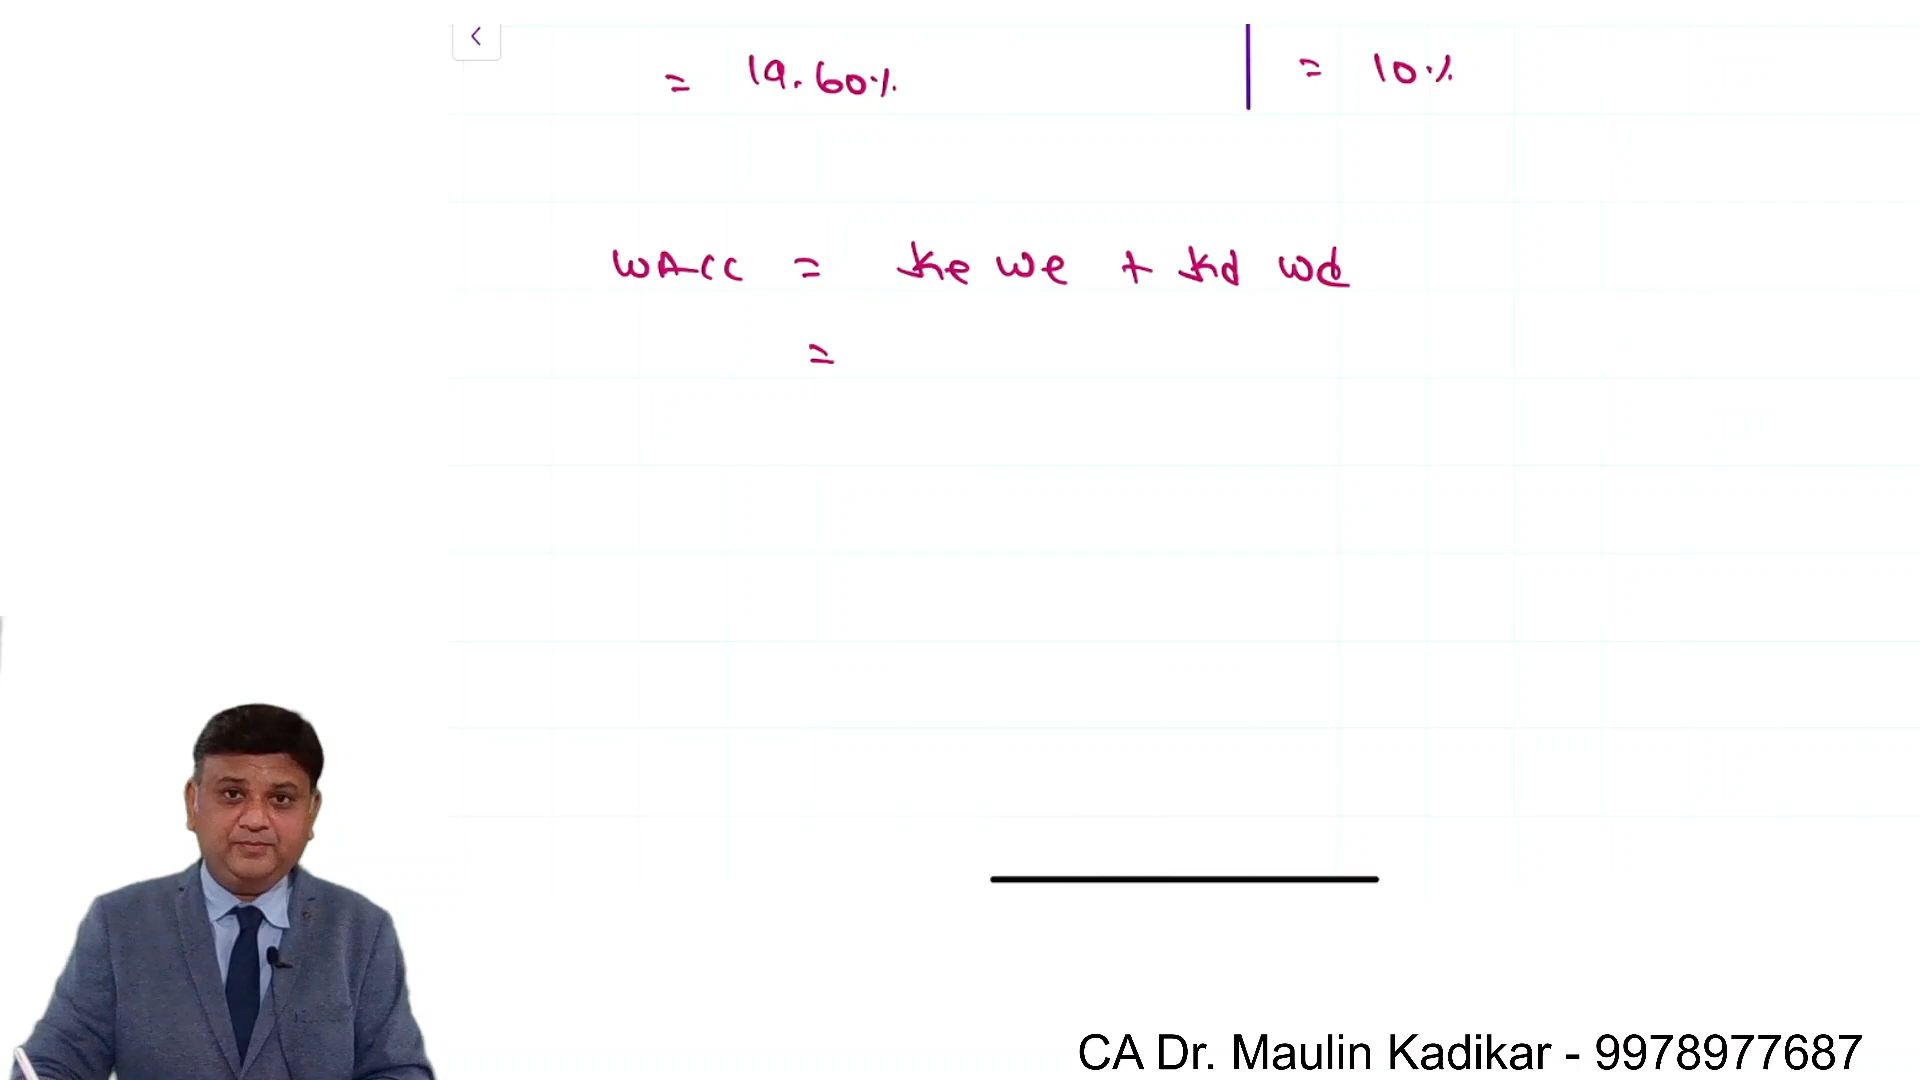 = 19.60% = 10%
WACC = Ke We + Kd Wd
=
CA Dr. Maulin Kadikar - 9978977687